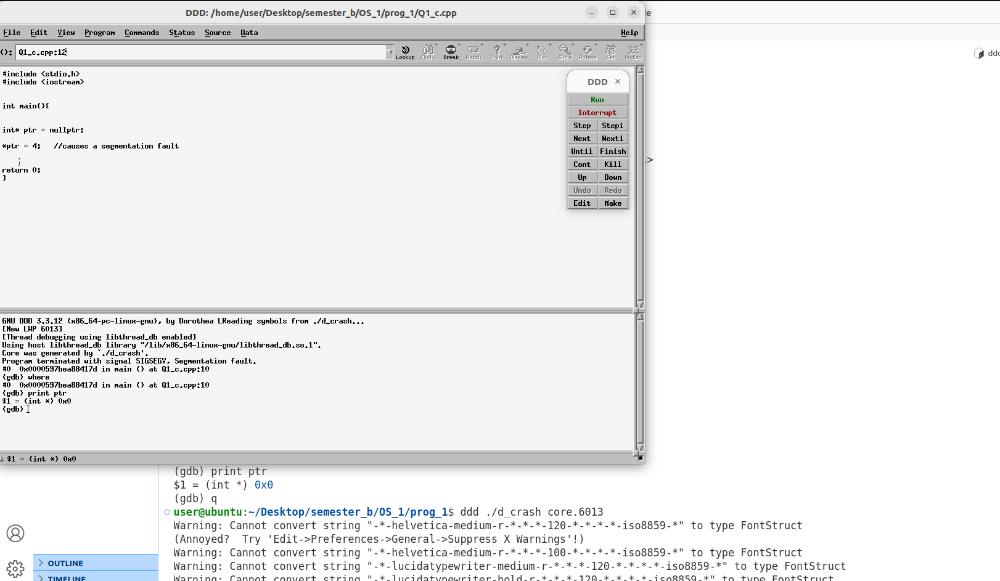 DDD: /home/user/Desktop/semester_b/OS_1/prog_1/Q1_c.cpp
File Edit View Program Commands Status Source Data Help
(): Q1_c.cpp:12
Lookup Find» Break Watch Print Display Plot Show Rotate Set Undisp
#include <stdio.h>
#include <iostream>
int main(){
int* ptr = nullptr;
*ptr = 4;   //causes a segmentation fault
return 0;
}
DDD
Run
Interrupt
Step Stepi
Next Nexti
Until Finish
Cont Kill
Up Down
Undo Redo
Edit Make
ddd
.>
GNU DDD 3.3.12 (x86_64-pc-linux-gnu), by Dorothea LReading symbols from ./d_crash...
[New LWP 6013]
[Thread debugging using libthread_db enabled]
Using host libthread_db library "/lib/x86_64-linux-gnu/libthread_db.so.1".
Core was generated by `./d_crash'.
Program terminated with signal SIGSEGV, Segmentation fault.
#0  0x0000597bea88417d in main () at Q1_c.cpp:10
(gdb) where
#0  0x0000597bea88417d in main () at Q1_c.cpp:10
(gdb) print ptr
$1 = (int *) 0x0
(gdb)
$1 = (int *) 0x0
(gdb) print ptr
$1 = (int *) 0x0
(gdb) q
user@ubuntu:~/Desktop/semester_b/OS_1/prog_1$ ddd ./d_crash core.6013
Warning: Cannot convert string "-*-helvetica-medium-r-*-*-*-120-*-*-*-*-iso8859-*" to type FontStruct
(Annoyed?  Try 'Edit->Preferences->General->Suppress X Warnings'!)
Warning: Cannot convert string "-*-helvetica-medium-r-*-*-*-100-*-*-*-*-iso8859-*" to type FontStruct
Warning: Cannot convert string "-*-lucidatypewriter-medium-r-*-*-*-120-*-*-*-*-iso8859-*" to type FontStruct
Warning: Cannot convert string "-*-lucidatypewriter-bold-r-*-*-*-120-*-*-*-*-iso8859-*" to type FontStruct
OUTLINE
TIMELINE